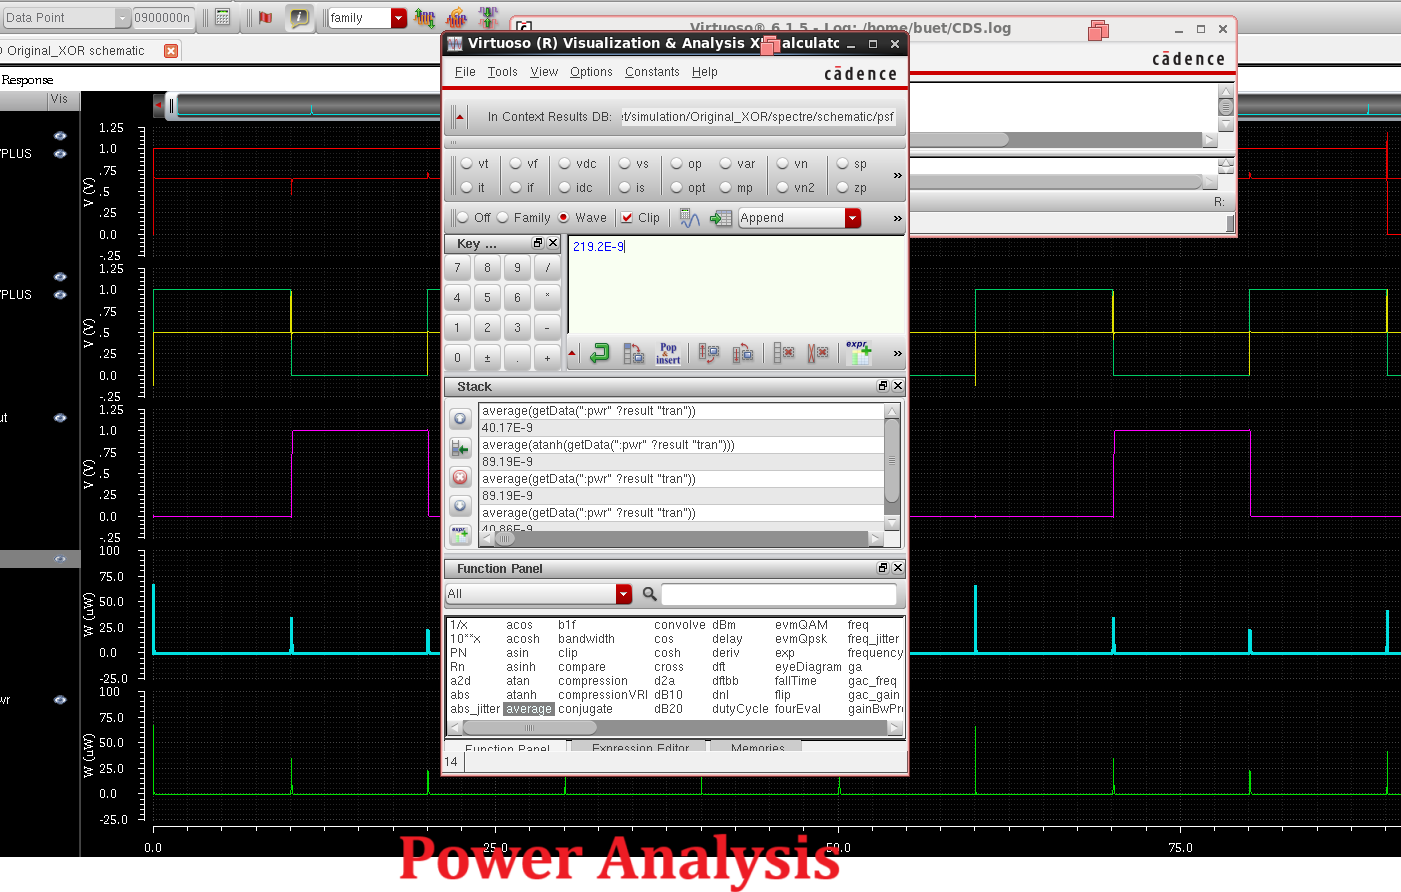 Data Point
0900000n
family
Virtuoso® 6.1.5 - Log: /home/buet/CDS.log
Original_XOR schematic
Virtuoso (R) Visualization & Analysis
File Tools View Options Constants Help
cādence
cādence
Response
Vis
In Context Results DB: et/simulation/Original_XOR/spectre/schematic/psf
vt vf vdc vs op var vn sp »
it if idc is opt mp vn2 zp
R:
Off Family Wave Clip Append »
Key ...
219.2E-9
7 8 9 /
4 5 6 *
1 2 3 -
0 ± . +
Pop & insert
expr
»
Stack
average(getData(":pwr" ?result "tran"))
40.17E-9
average(atanh(getData(":pwr" ?result "tran")))
89.19E-9
average(getData(":pwr" ?result "tran"))
89.19E-9
average(getData(":pwr" ?result "tran"))
40.86E-9
expr
Function Panel
All
1/x acos b1f convolve dBm evmQAM freq
10**x acosh bandwidth cos delay evmQpsk freq_jitter
PN asin clip cosh deriv exp frequency
Rn asinh compare cross dft eyeDiagram ga
a2d atan compression d2a dftbb fallTime gac_freq
abs atanh compressionVRI dB10 dnl flip gac_gain
abs_jitter average conjugate dB20 dutyCycle fourEval gainBwPr
Function Panel Expression Editor Memories
14
/PLUS
V (V)
1.25
1.0
.75
.5
.25
0.0
-.25
/PLUS
V (V)
1.25
1.0
.75
.5
.25
0.0
-.25
ut
V (V)
1.25
1.0
.75
.5
.25
0.0
-.25
W (uW)
100
75.0
50.0
25.0
0.0
-25.0
wr
W (uW)
100
75.0
50.0
25.0
0.0
-25.0
0.0 25.0 50.0 75.0
Power Analysis